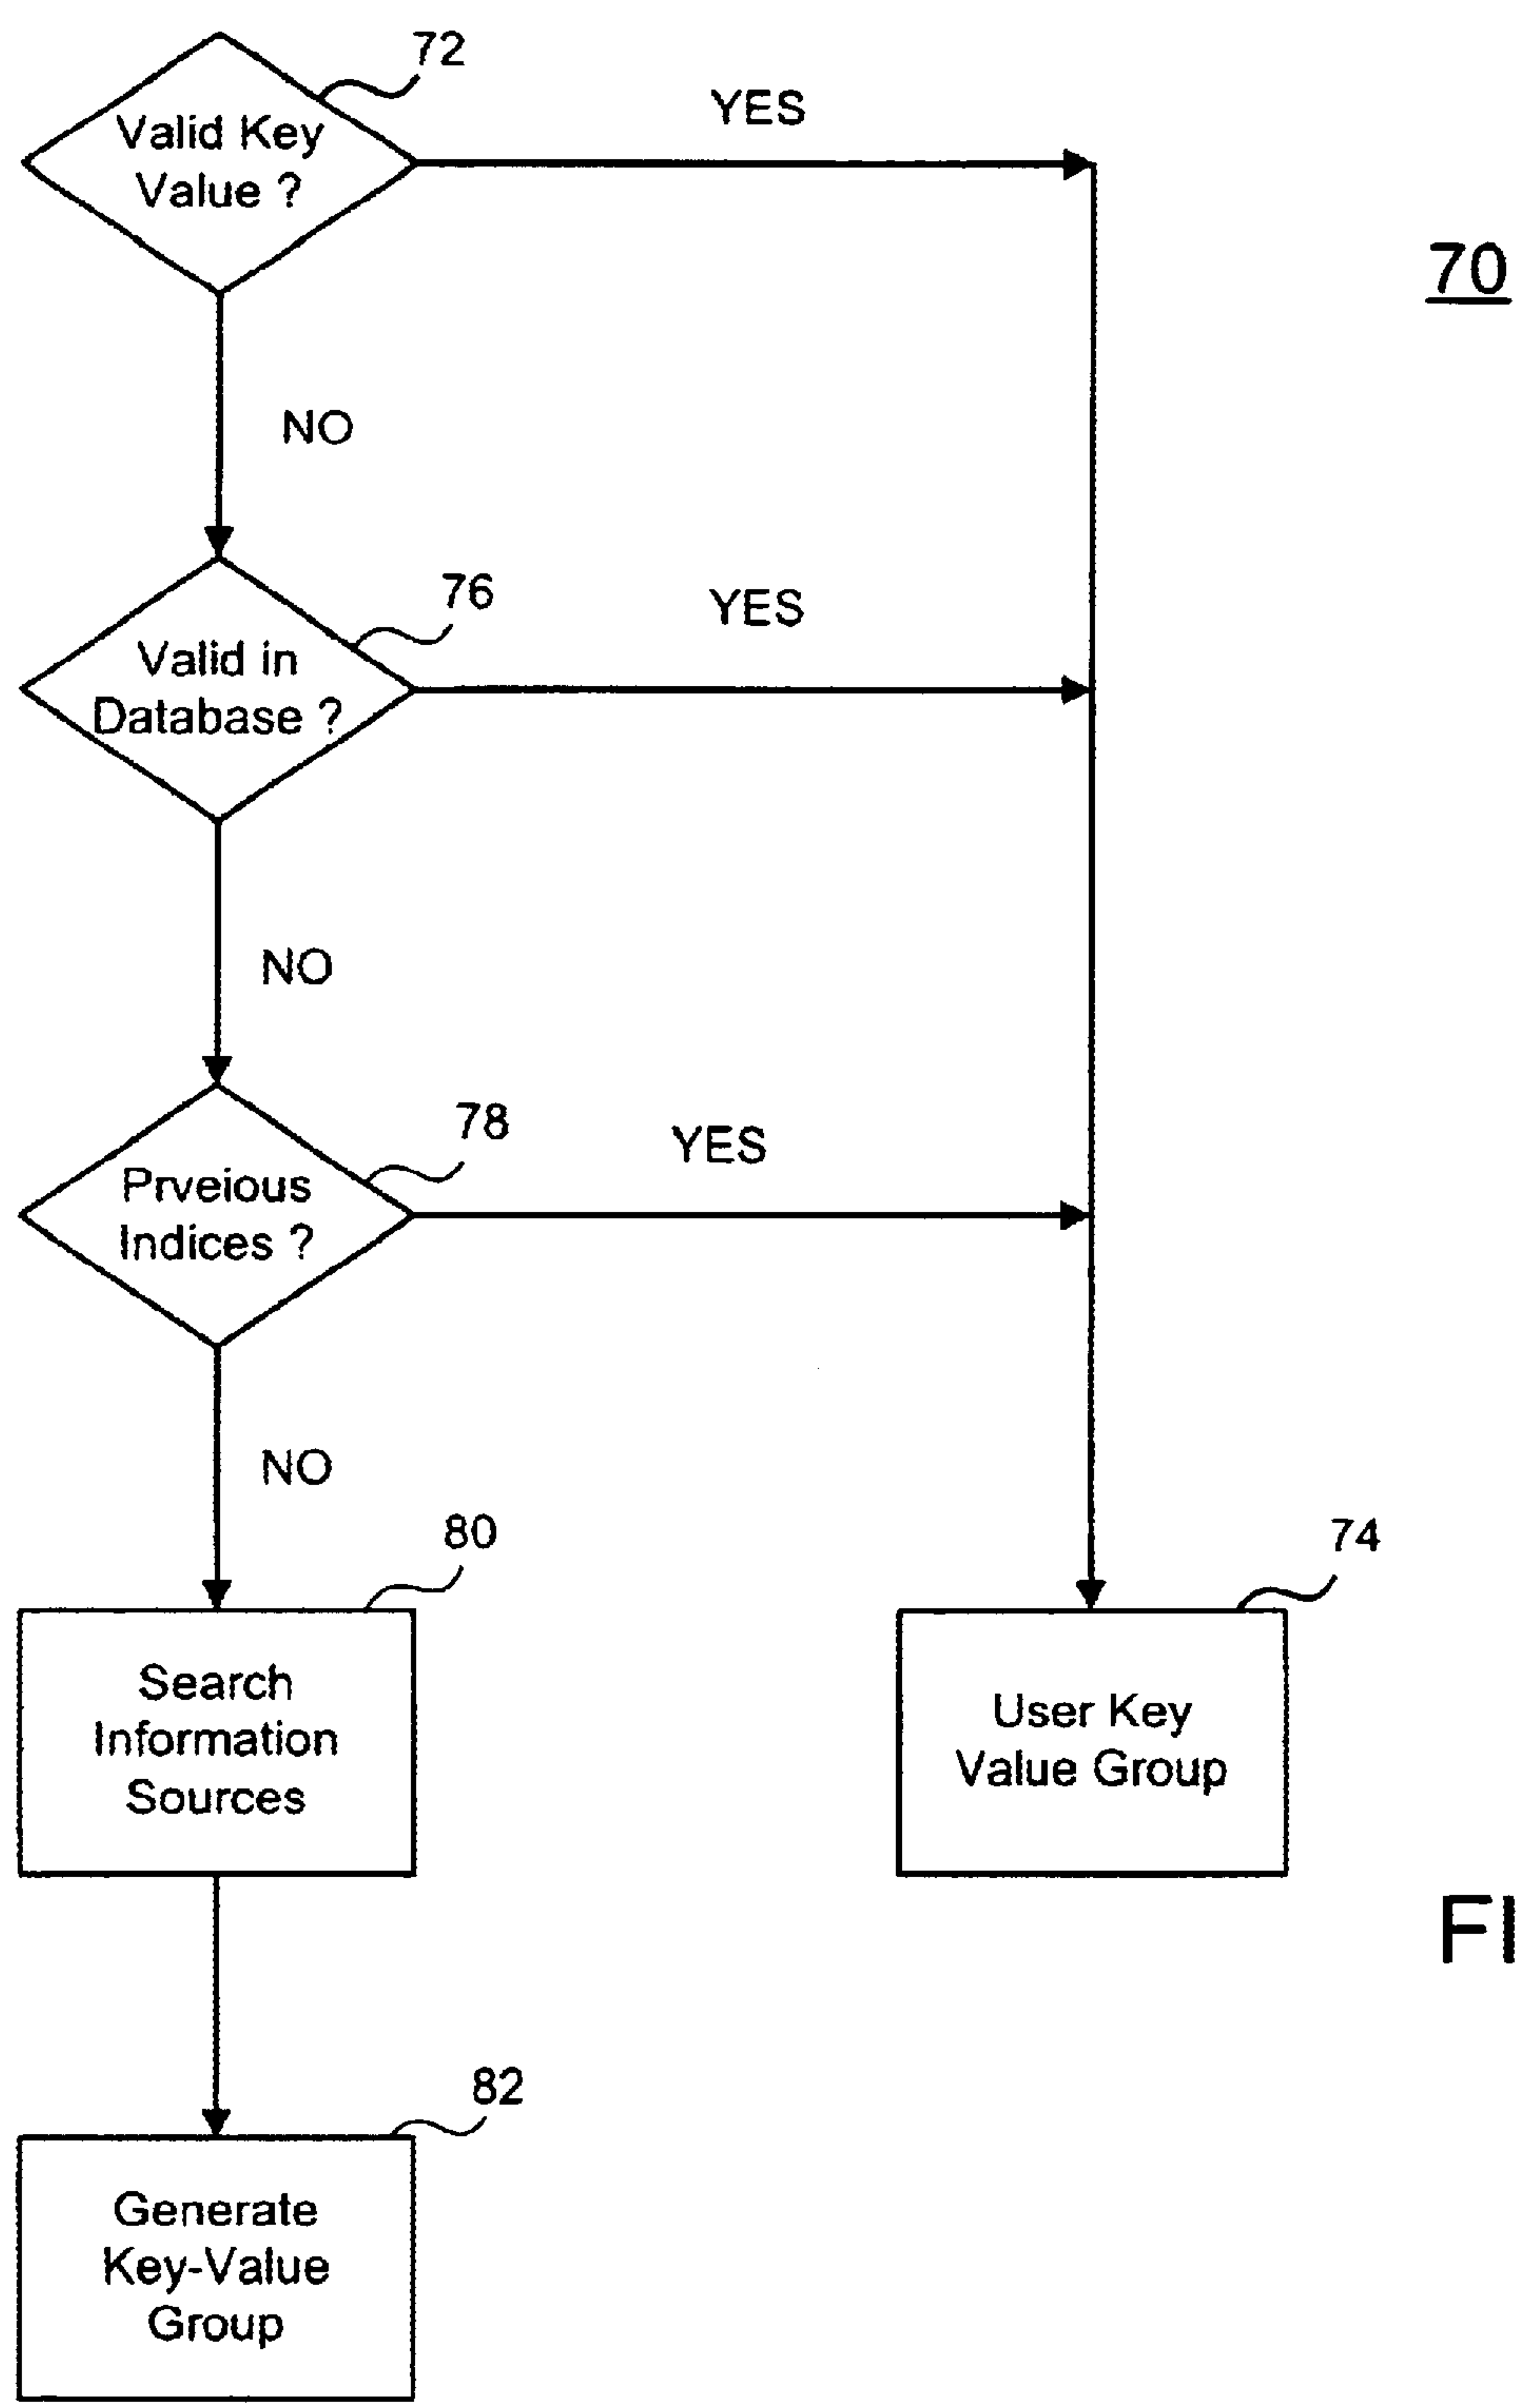 72
Valid Key
Value ?
YES
70
NO
76
Valid in
Database ?
YES
NO
78
Prveious
Indices ?
YES
NO
80
Search
Information
Sources
74
User Key
Value Group
FI
82
Generate
Key-Value
Group